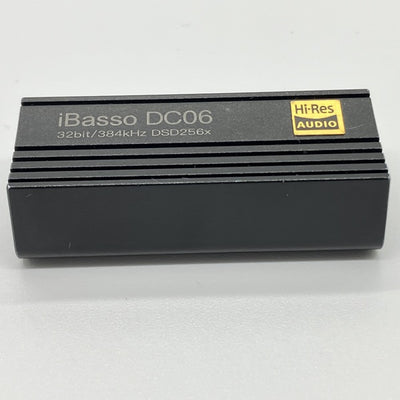 iBasso DC06
32bit/384kHz DSD256x
Hi-Res
AUDIO